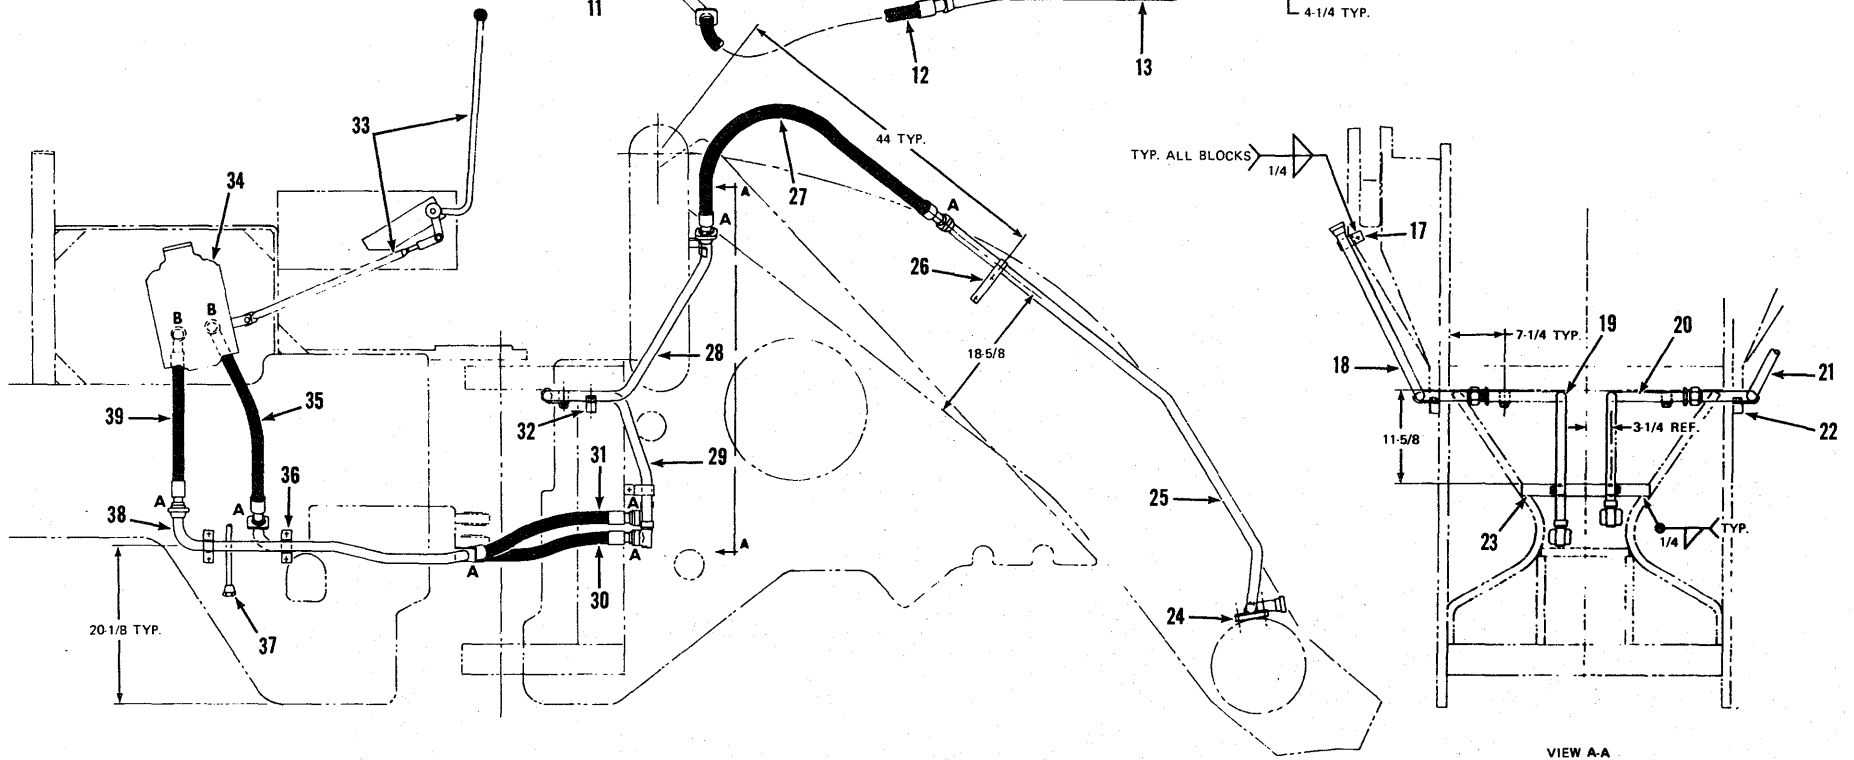 11
4-1/4 TYP.
12
13
33
44 TYP.
TYP. ALL BLOCKS
1/4
34
27
A
A
A
17
26
B
B
7-1/4 TYP.
19
20
28
18-5/8
18
21
39
35
32
11-5/8
3-1/4 REF.
22
31
29
36
A
A
A
25
38
A
A
A
23
1/4
TYP.
30
24
20-1/8 TYP.
37
VIEW A-A